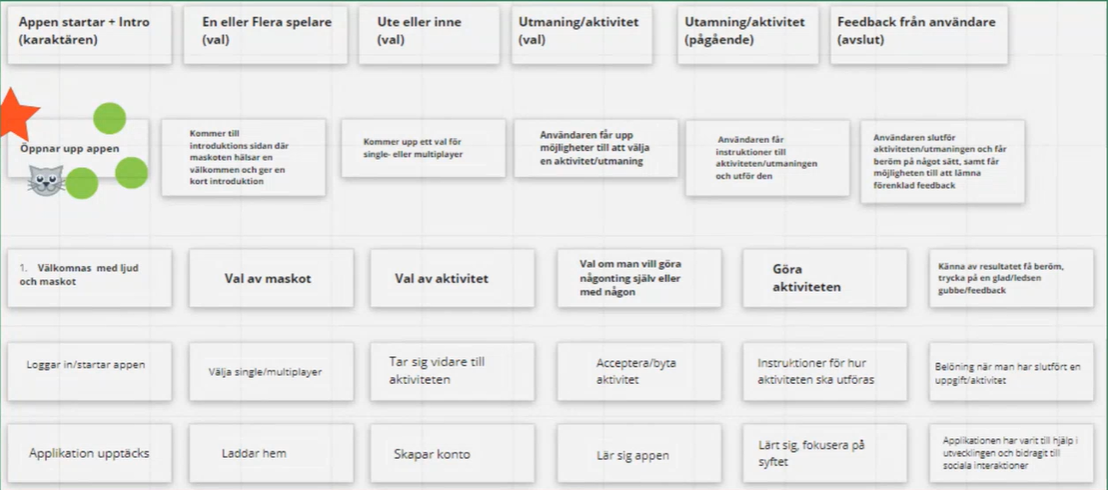 Appen startar + Intro
(karaktären)
En eller Flera spelare
(val)
Ute eller inne
(val)
Utmaning/aktivitet
(val)
Utamning/aktivitet
(pågående)
Feedback från användare
(avslut)
Öppnar upp appen
Kommer till
introduktions sidan där
maskoten hälsar en
välkommen och ger en
kort introduktion
Kommer upp ett val för
single- eller multiplayer
Användaren får upp
möjligheter till att välja
en aktivitet/utmaning
Användaren får
instruktioner till
aktiviteten/utmaningen
och utför den
Användaren slutför
aktiviteten/utmaningen och får
beröm på något sätt, samt får
möjligheten till att lämna
förenklad feedback
1. Välkomnas med ljud
och maskot
Val av maskot
Val av aktivitet
Val om man vill göra
någonting själv eller
med någon
Göra
aktiviteten
Känna av resultatet få beröm,
trycka på en glad/ledsen
gubbe/feedback
Loggar in/startar appen
Välja single/multiplayer
Tar sig vidare till
aktiviteten
Acceptera/byta
aktivitet
Instruktioner för hur
aktiviteten ska utföras
Belöning när man har slutfört en
uppgift/aktivitet
Applikation upptäcks
Laddar hem
Skapar konto
Lär sig appen
Lärt sig, fokusera på
syftet
Applikationen har varit till hjälp i
utvecklingen och bidragit till
sociala interaktioner